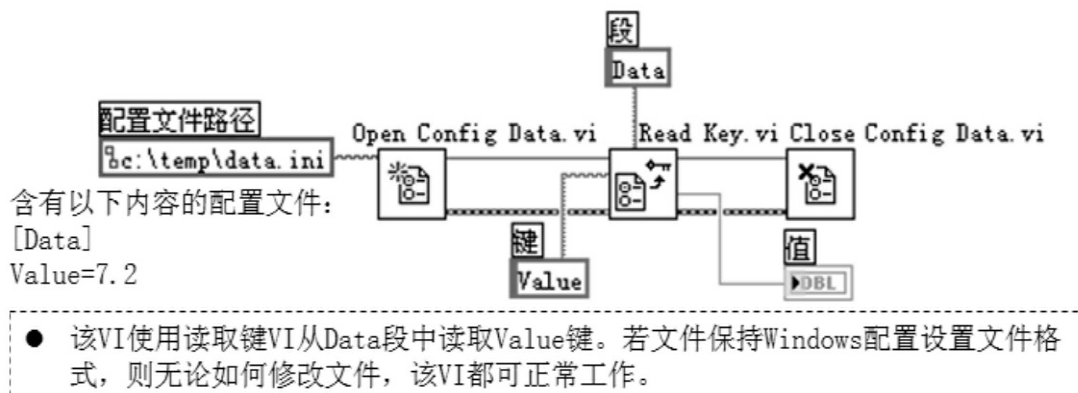 段
Data
配置文件路径
Open Config Data.vi
Read Key.vi
Close Config Data.vi
c:\temp\data.ini
含有以下内容的配置文件：
[Data]
Value=7.2
键
Value
值
DBL
● 该VI使用读取键VI从Data段中读取Value键。若文件保持Windows配置设置文件格
式，则无论如何修改文件，该VI都可正常工作。